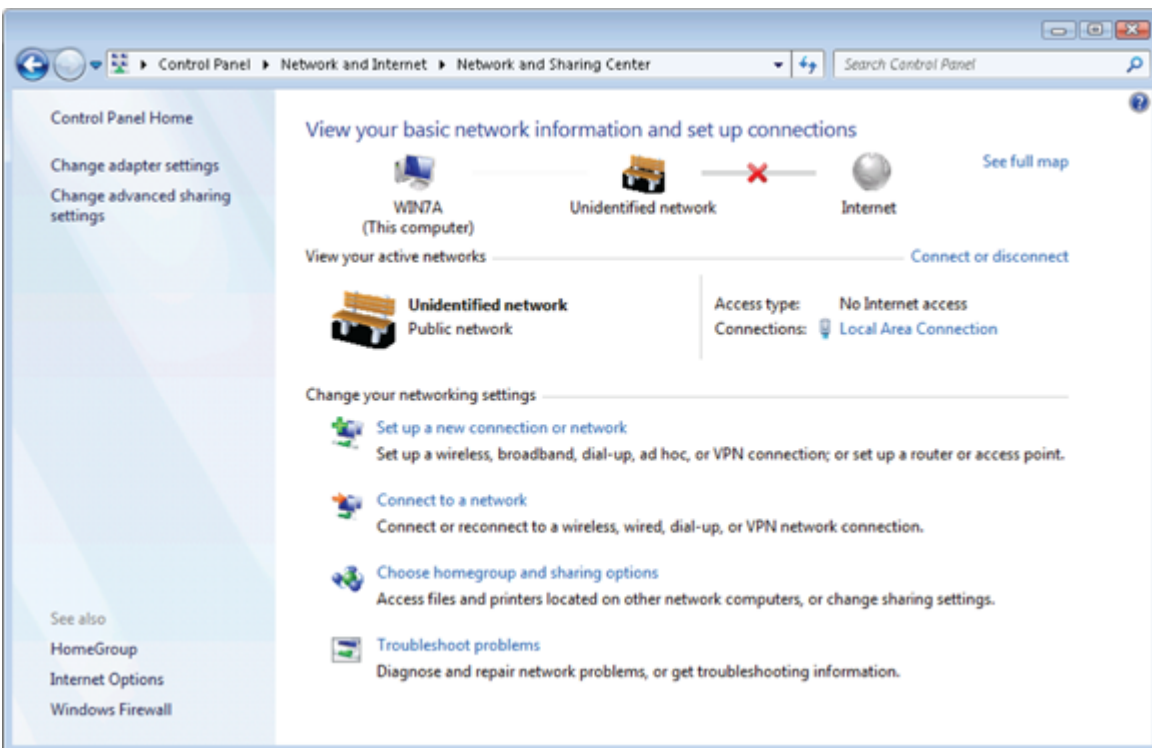 Control Panel ▸ Network and Internet ▸ Network and Sharing Center
Search Control Panel
Control Panel Home
Change adapter settings
Change advanced sharing
settings
View your basic network information and set up connections
See full map
WIN7A
(This computer)
Unidentified network
Internet
View your active networks
Connect or disconnect
Unidentified network
Public network
Access type: No Internet access
Connections: Local Area Connection
Change your networking settings
Set up a new connection or network
Set up a wireless, broadband, dial-up, ad hoc, or VPN connection; or set up a router or access point.
Connect to a network
Connect or reconnect to a wireless, wired, dial-up, or VPN network connection.
Choose homegroup and sharing options
Access files and printers located on other network computers, or change sharing settings.
Troubleshoot problems
Diagnose and repair network problems, or get troubleshooting information.
See also
HomeGroup
Internet Options
Windows Firewall